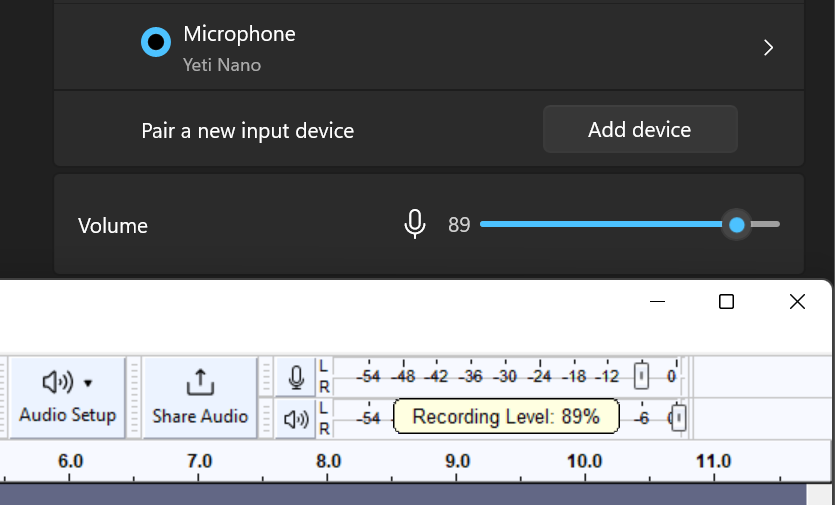 Microphone
Yeti Nano
Pair a new input device
Add device
Volume
89
L
R
-54 -48 -42 -36 -30 -24 -18 -12 0
Audio Setup
Share Audio
L
R
-54
Recording Level: 89%
-6
6.0 7.0 8.0 9.0 10.0 11.0